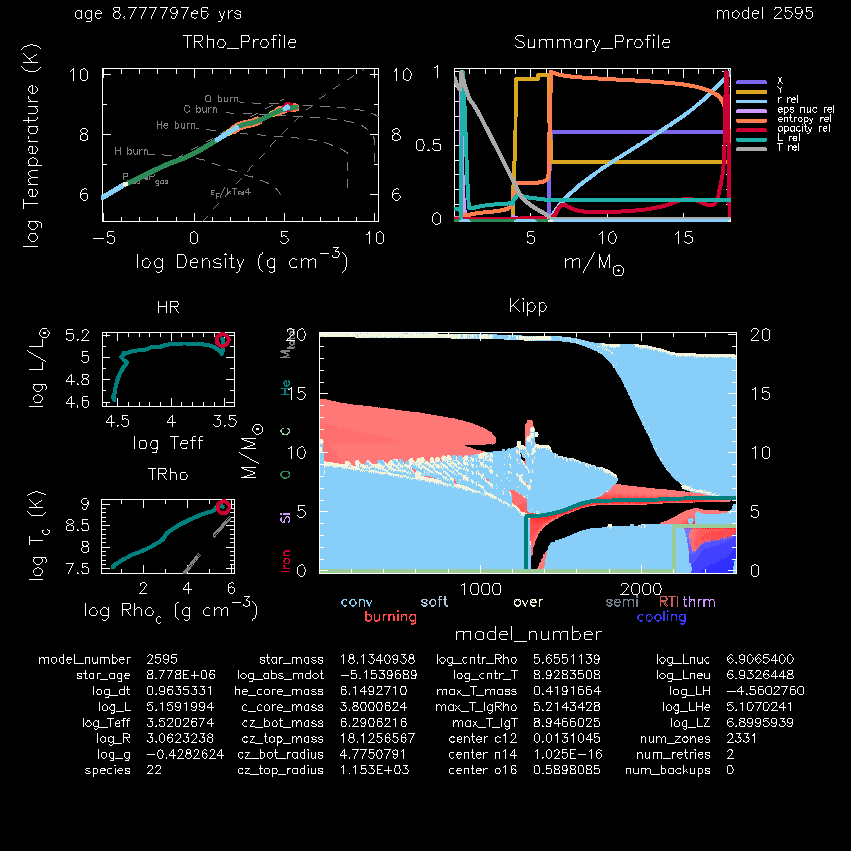 age 8.777797e6 yrs
model 2595
TRho_Profile
Summary_Profile
log Temperature (K)
10
8
6
10
8
6
O burn
C burn
He burn
H burn
εF/kT≈4
−5
0
5
10
log Density (g cm−3)
1
0.5
0
5
10
15
m/M⊙
X
Y
r rel
eps nuc rel
entropy rel
opacity rel
L rel
T rel
HR
log L/L⊙
5.2
5
4.8
4.6
4.5
4
3.5
log Teff
TRho
log Tc (K)
9
8.5
8
7.5
2
4
6
log Rhoc (g cm−3)
Kipp
M/M⊙
Iron Si O C He
20
15
10
5
0
20
15
10
5
0
1000
2000
conv soft over semi RTI thrm
burning cooling
model_number
model_number 2595 star_mass 18.1340938 log_cntr_Rho 5.6551139 log_Lnuc 6.9065400
star_age 8.778E+06 log_abs_mdot −5.1539689 log_cntr_T 8.9283508 log_Lneu 6.9326448
log_dt 0.9635331 he_core_mass 6.1492710 max_T_mass 0.4191664 log_LH −4.5602760
log_L 5.1591994 c_core_mass 3.8000624 max_T_lgRho 5.2143428 log_LHe 5.1070241
log_Teff 3.5202674 cz_bot_mass 6.2906216 max_T_lgT 8.9466025 log_LZ 6.8995939
log_R 3.0623238 cz_top_mass 18.1256567 center c12 0.0131045 num_zones 2331
log_g −0.4282624 cz_bot_radius 4.7750791 center n14 1.025E−16 num_retries 2
species 22 cz_top_radius 1.153E+03 center o16 0.5898085 num_backups 0